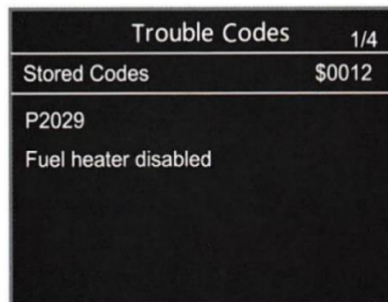 Trouble Codes 1/4
Stored Codes $0012
P2029
Fuel heater disabled